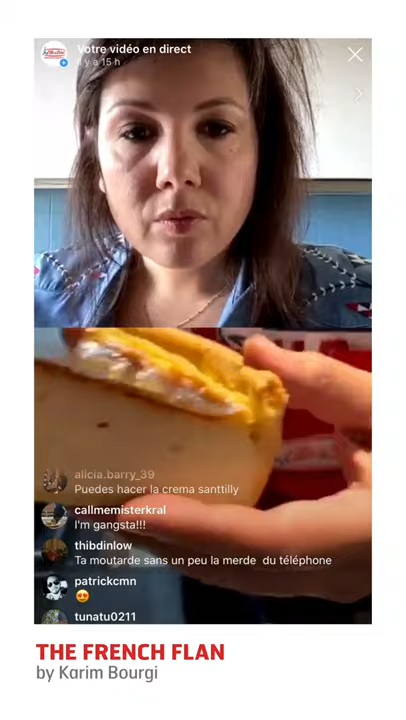 Votre vidéo en direct
Il y a 15 h
alicia.barry_39
Puedes hacer la crema santtilly
callmemisterkral
I'm gangsta!!!
thibdinlow
Ta moutarde sans un peu la merde du téléphone
patrickcmn
😍
tunatu0211
THE FRENCH FLAN
by Karim Bourgi